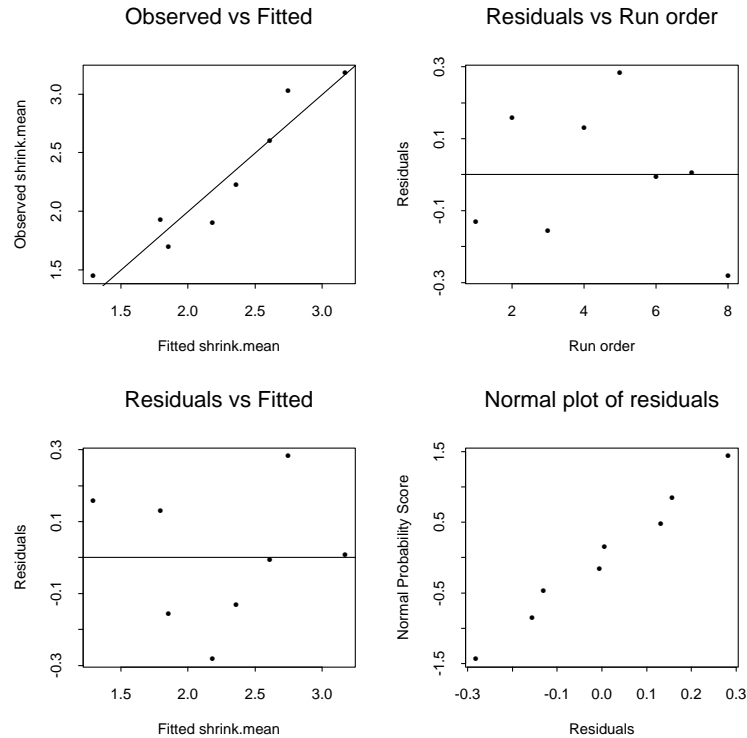 Observed vs Fitted
Observed shrink.mean
3.0
2.5
2.0
1.5
1.5 2.0 2.5 3.0
Fitted shrink.mean
Residuals vs Run order
Residuals
0.3
0.1
-0.1
-0.3
2 4 6 8
Run order
Residuals vs Fitted
Residuals
0.3
0.1
-0.1
-0.3
1.5 2.0 2.5 3.0
Fitted shrink.mean
Normal plot of residuals
Normal Probability Score
1.5
0.5
-0.5
-1.5
-0.3 -0.1 0.0 0.1 0.2 0.3
Residuals